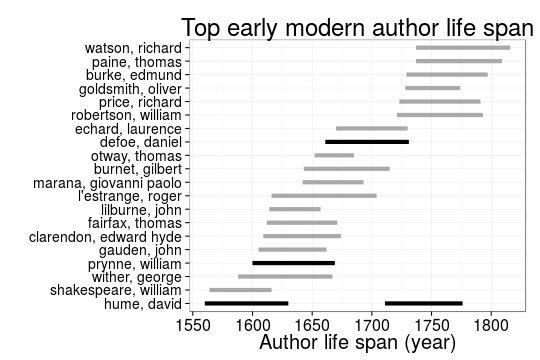 Top early modern author life span
watson, richard
paine, thomas
burke, edmund
goldsmith, oliver
price, richard
robertson, william
echard, laurence
defoe, daniel
otway, thomas
burnet, gilbert
marana, giovanni paolo
l'estrange, roger
lilburne, john
fairfax, thomas
clarendon, edward hyde
gauden, john
prynne, william
wither, george
shakespeare, william
hume, david
1550 1600 1650 1700 1750 1800
Author life span (year)